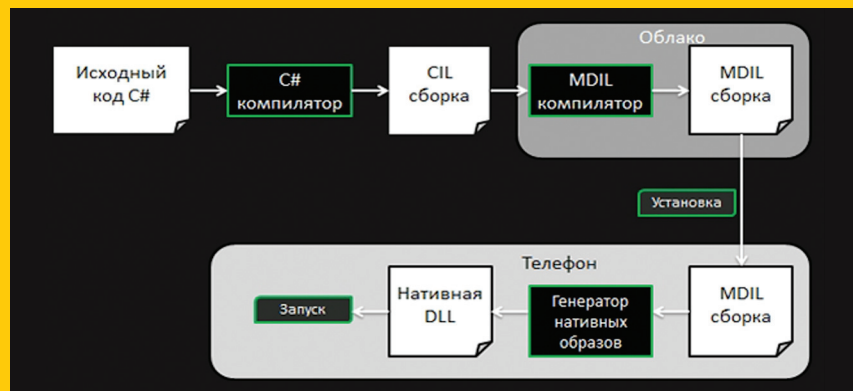 Облако
Исходный
код C#
C#
компилятор
CIL
сборка
MDIL
компилятор
MDIL
сборка
Установка
Телефон
Запуск
Нативная
DLL
Генератор
нативных
образов
MDIL
сборка